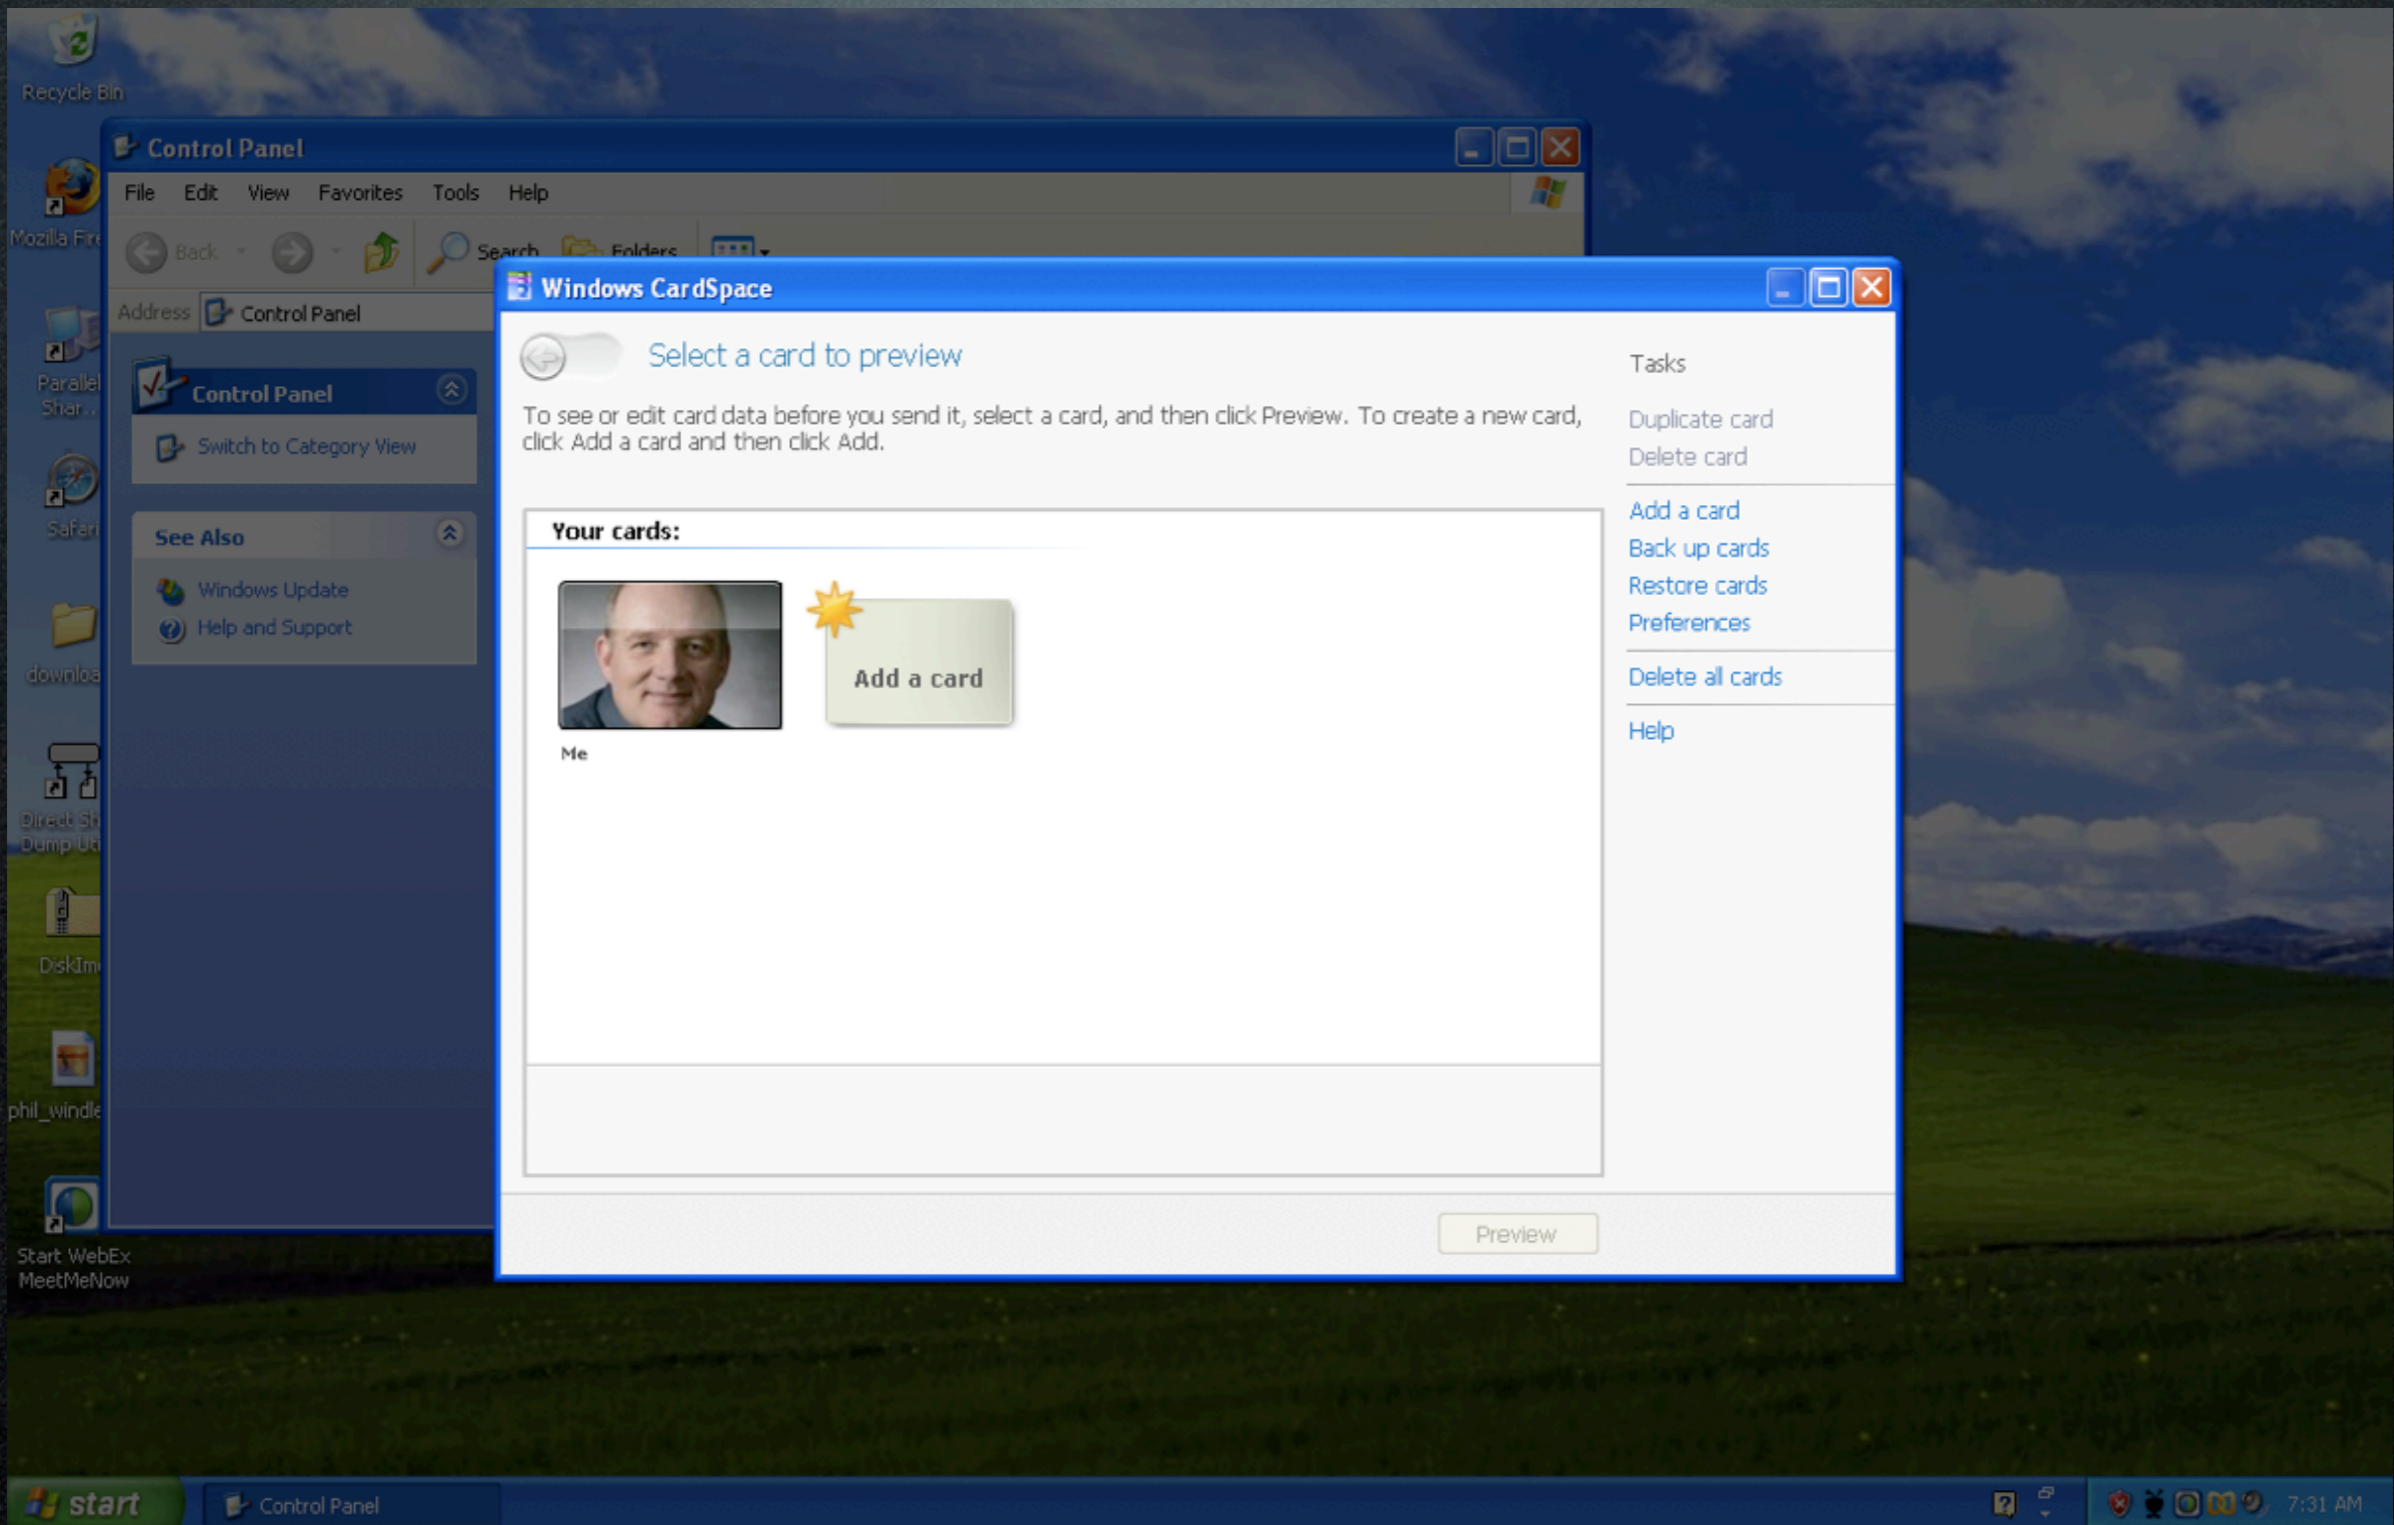 Recycle Bin
Control Panel
File Edit View Favorites Tools Help
Mozilla
Back
Search
Folders
Address
Control Panel
Control Panel
Switch to Category View
See Also
Windows Update
Help and Support
Safari
Direct
Dump
Start WebEx
MeetMeNow
Windows CardSpace
Select a card to preview
To see or edit card data before you send it, select a card, and then click Preview. To create a new card,
click Add a card and then click Add.
Your cards:
Add a card
Me
Tasks
Duplicate card
Delete card
Add a card
Back up cards
Restore cards
Preferences
Delete all cards
Help
Preview
start
Control Panel
7:31 AM